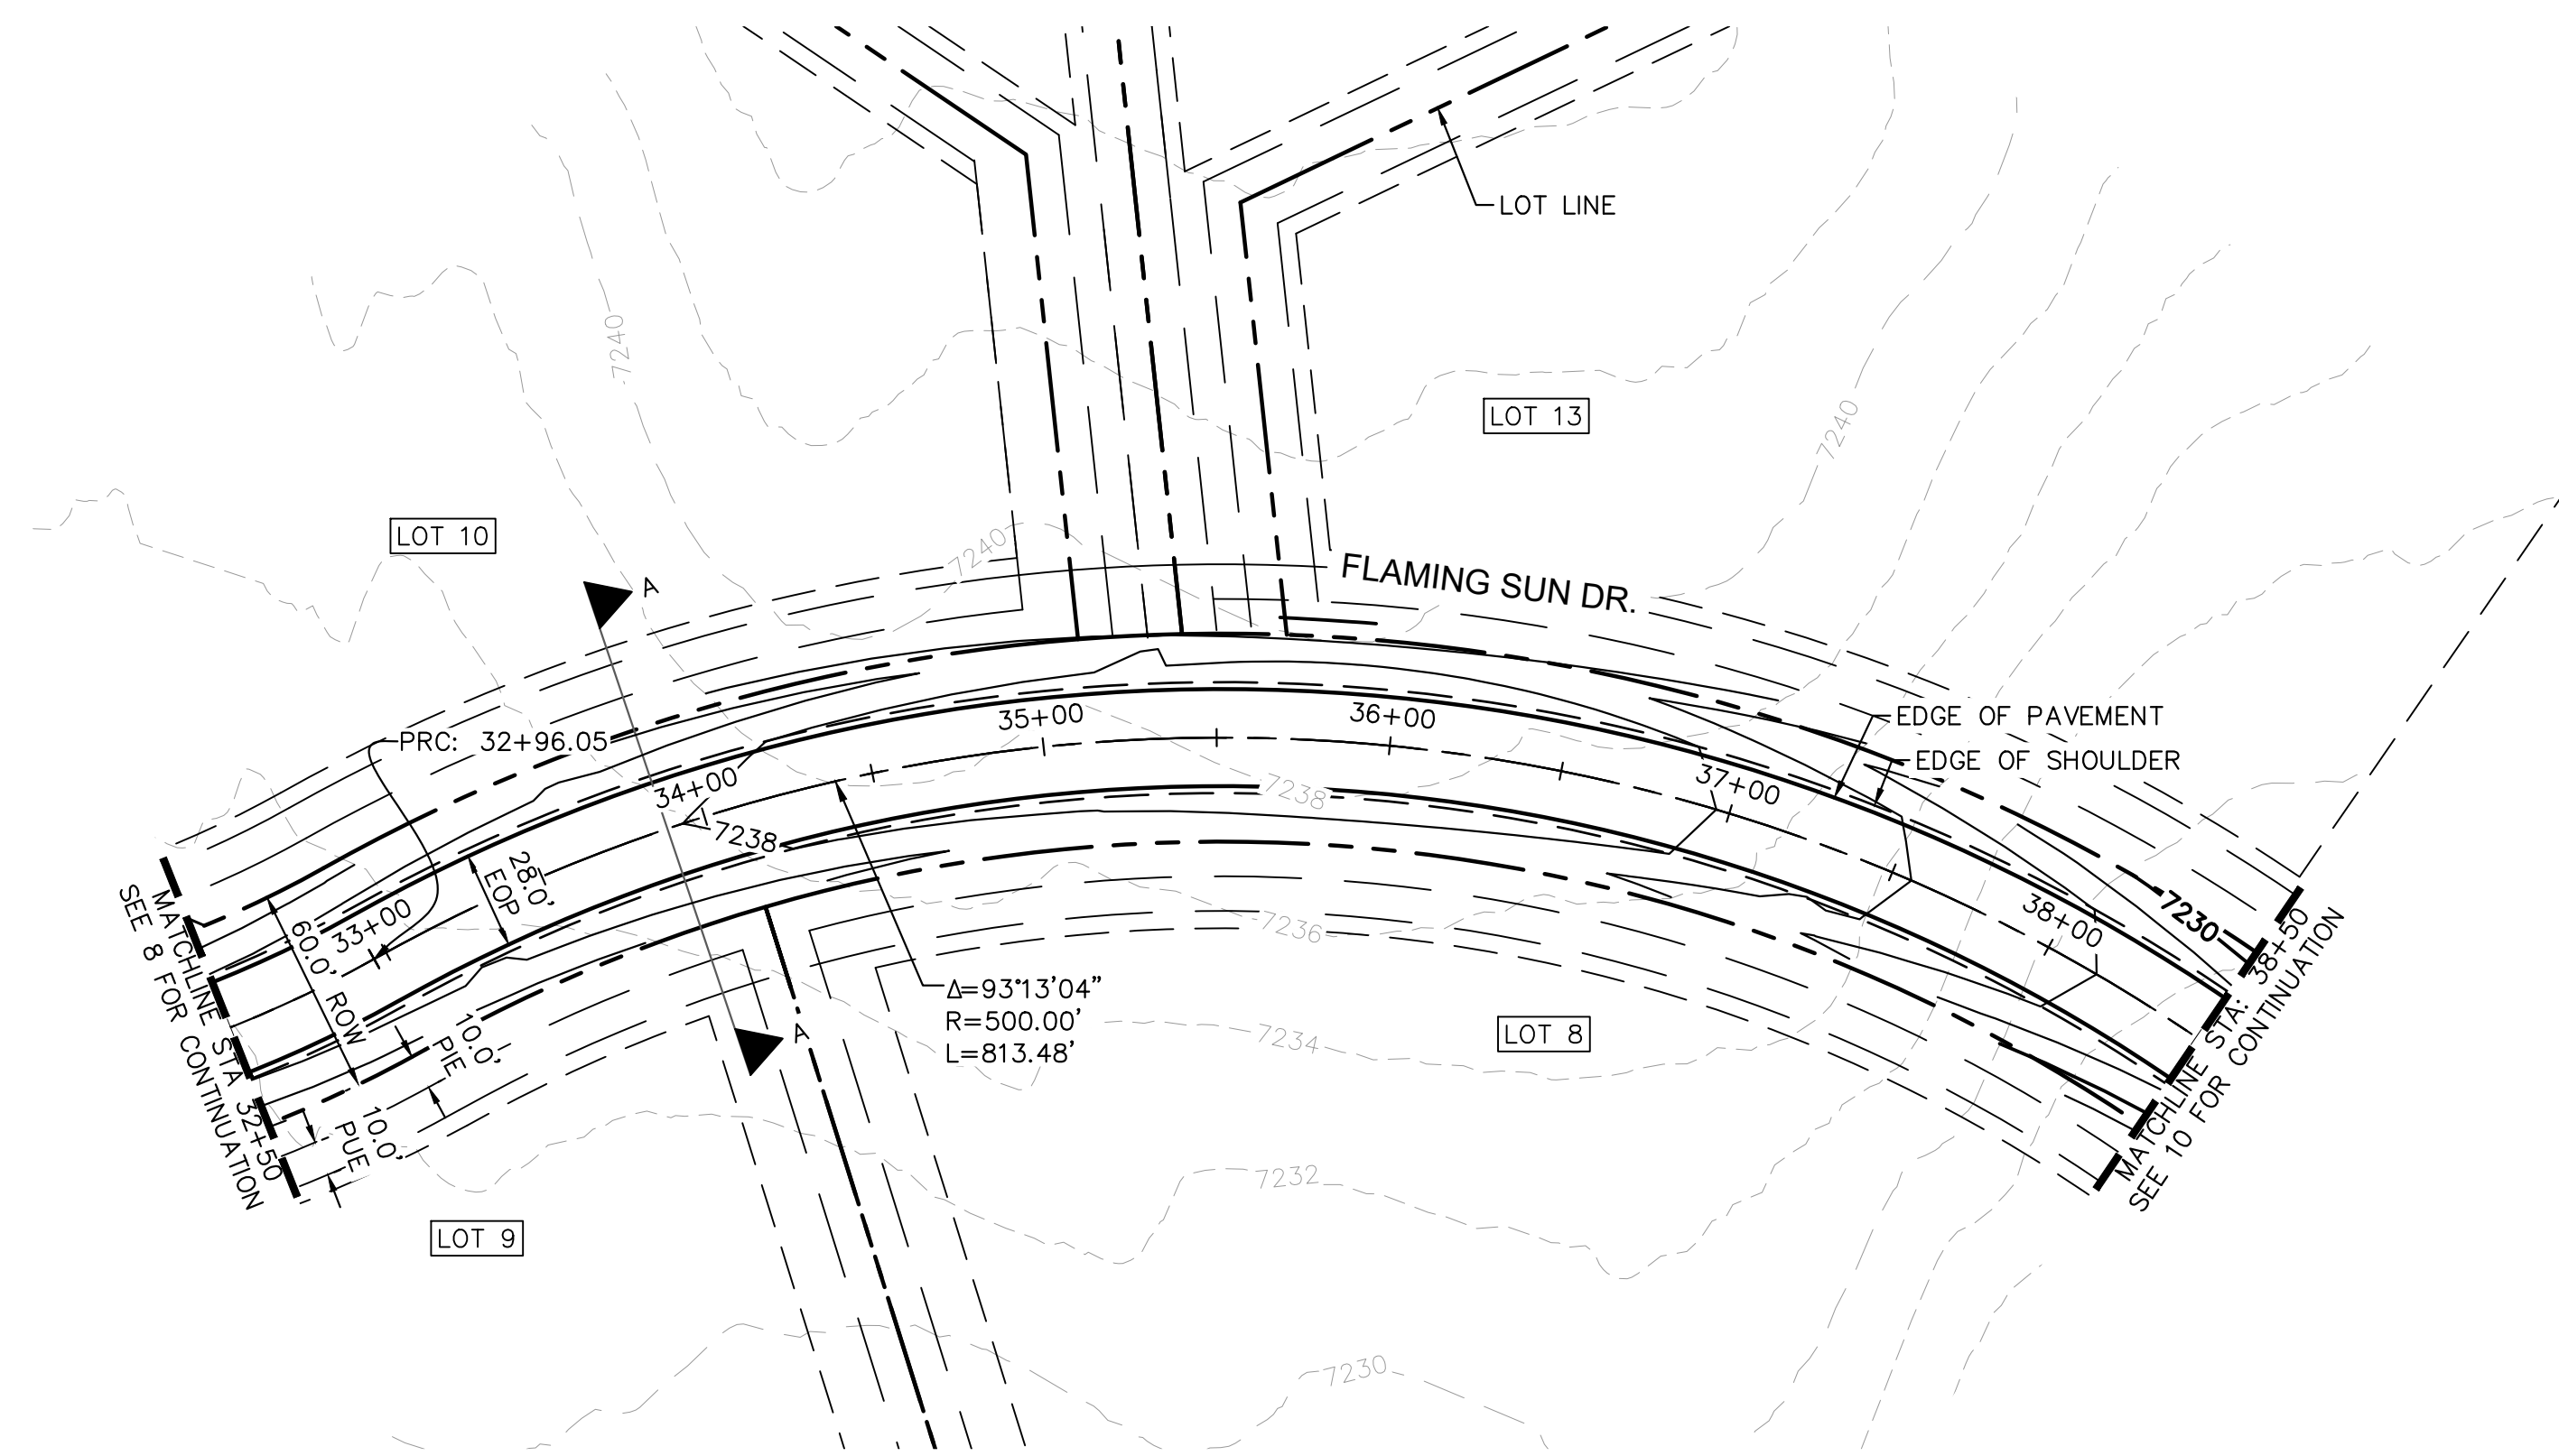 LOT LINE
7240
LOT 13
7240
LOT 10
7240
FLAMING SUN DR.
A
35+00
36+00
EDGE OF PAVEMENT
PRC: 32+96.05
EDGE OF SHOULDER
34+00
37+00
7238
7238
28.0'
EOP
33+00
60.0' ROW
7236
38+00
7230
MATCHLINE STA 32+50
SEE 8 FOR CONTINUATION
Δ=93°13'04"
R=500.00'
L=813.48'
A
10.0'
PIE
7234
LOT 8
10.0'
PUE
MATCHLINE STA: 38+50
SEE 10 FOR CONTINUATION
7232
LOT 9
7230